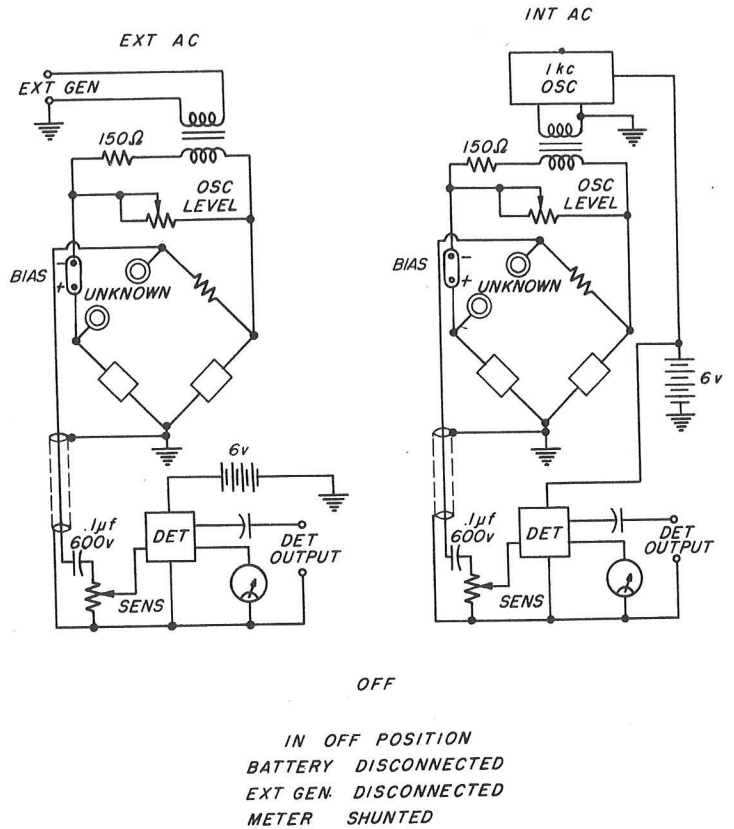 EXT AC
EXT GEN
150Ω
OSC
LEVEL
BIAS
-
+
UNKNOWN
6v
.1µf
600v
DET
DET
OUTPUT
SENS
INT AC
1 kc
OSC
150Ω
OSC
LEVEL
BIAS
-
+
UNKNOWN
6v
.1µf
600v
DET
DET
OUTPUT
SENS
OFF
IN OFF POSITION
BATTERY DISCONNECTED
EXT GEN. DISCONNECTED
METER SHUNTED